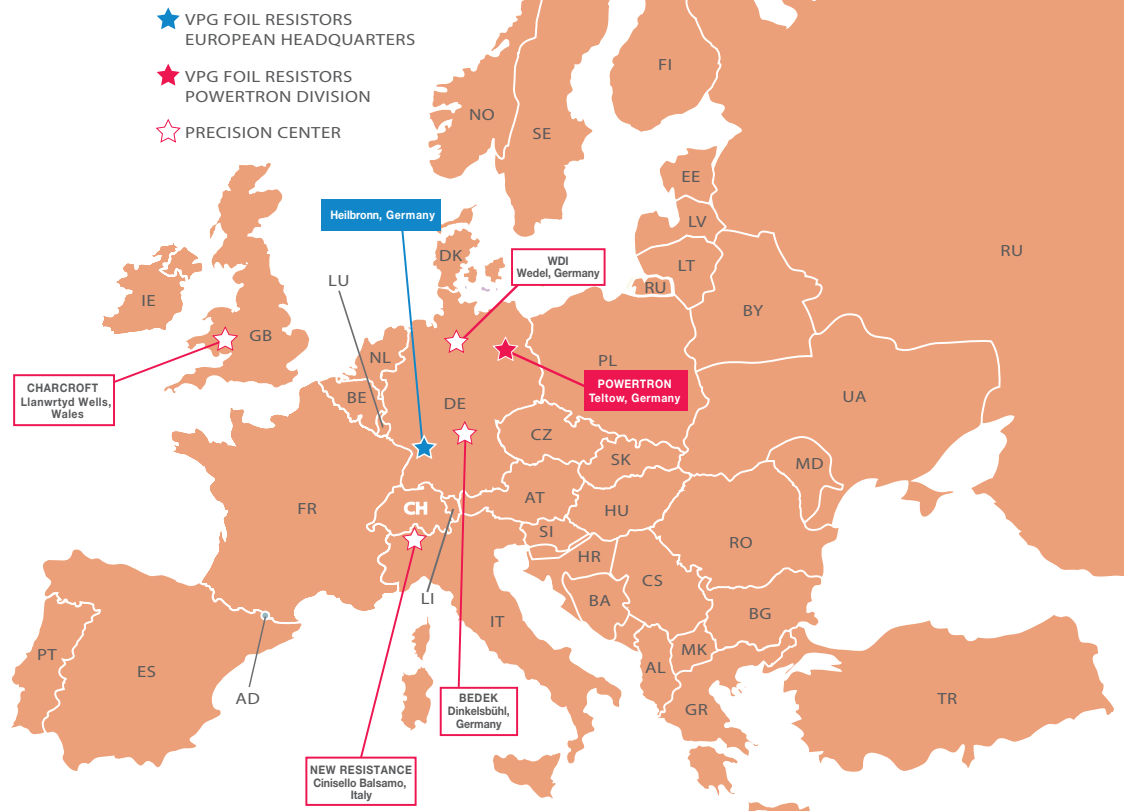 VPG FOIL RESISTORS
EUROPEAN HEADQUARTERS
VPG FOIL RESISTORS
POWERTRON DIVISION
PRECISION CENTER
FI
NO
SE
EE
LV
Heilbronn, Germany
DK
WDI
Wedel, Germany
LT
RU
RU
LU
IE
GB
BY
NL
PL
CHARCROFT
Llanwrtyd Wells,
Wales
BE
DE
POWERTRON
Teltow, Germany
UA
CZ
SK
MD
FR
CH
AT
HU
SI
RO
HR
CS
LI
BA
BG
IT
PT
ES
MK
AL
AD
BEDEK
Dinkelsbühl,
Germany
GR
TR
NEW RESISTANCE
Cinisello Balsamo,
Italy